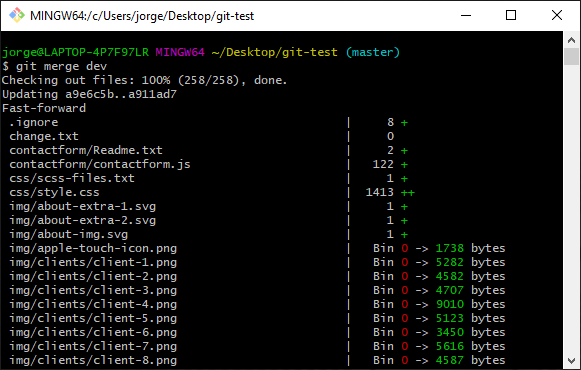 MINGW64:/c/Users/jorge/Desktop/git-test
jorge@LAPTOP-4P7F97LR MINGW64 ~/Desktop/git-test (master)
$ git merge dev
Checking out files: 100% (258/258), done.
Updating a9e6c5b..a911ad7
Fast-forward
 .ignore                                    |    8 +
 change.txt                                 |    0
 contactform/Readme.txt                     |    2 +
 contactform/contactform.js                 |  122 +
 css/scss-files.txt                         |    1 +
 css/style.css                              | 1413 ++
 img/about-extra-1.svg                      |    1 +
 img/about-extra-2.svg                      |    1 +
 img/about-img.svg                          |    1 +
 img/apple-touch-icon.png                   |  Bin 0 -> 1738 bytes
 img/clients/client-1.png                   |  Bin 0 -> 5282 bytes
 img/clients/client-2.png                   |  Bin 0 -> 4582 bytes
 img/clients/client-3.png                   |  Bin 0 -> 4707 bytes
 img/clients/client-4.png                   |  Bin 0 -> 9010 bytes
 img/clients/client-5.png                   |  Bin 0 -> 5123 bytes
 img/clients/client-6.png                   |  Bin 0 -> 3450 bytes
 img/clients/client-7.png                   |  Bin 0 -> 5616 bytes
 img/clients/client-8.png                   |  Bin 0 -> 4587 bytes